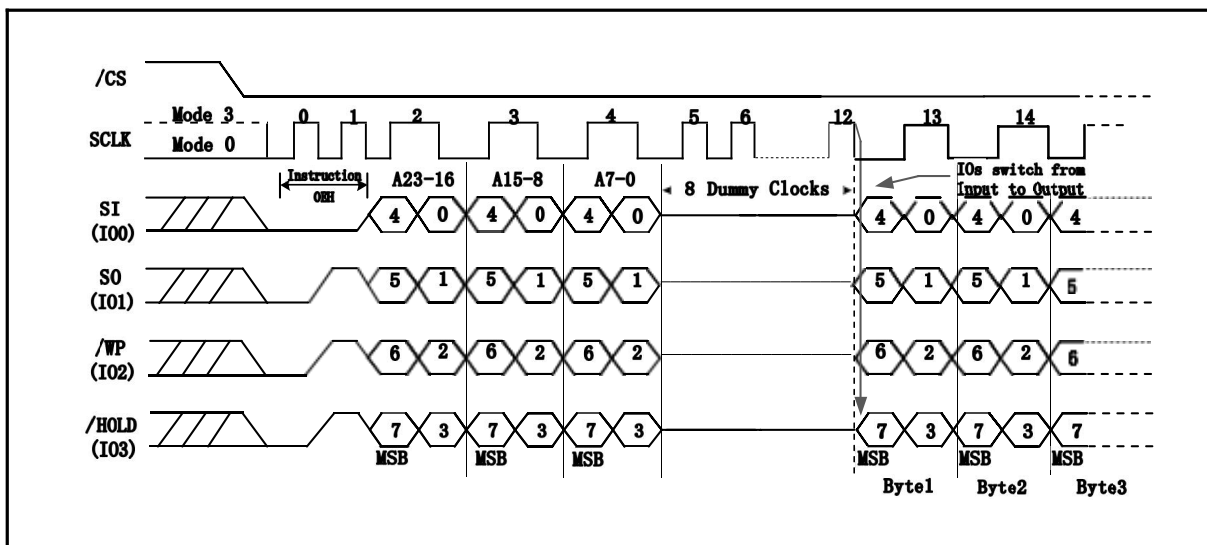 /CS
Mode 3 0 1 2 3 4 5 6 12 13 14
SCLK Mode 0
Instruction A23-16 A15-8 A7-0 8 Dummy Clocks IOs switch from
0EH Input to Output
SI
(IO0) 4 0 4 0 4 0 4 0 4 0 4
SO
(IO1) 5 1 5 1 5 1 5 1 5 1 5
/WP
(IO2) 6 2 6 2 6 2 6 2 6 2 6
/HOLD
(IO3) 7 3 7 3 7 3 7 3 7 3 7
MSB MSB MSB MSB MSB MSB
Byte1 Byte2 Byte3